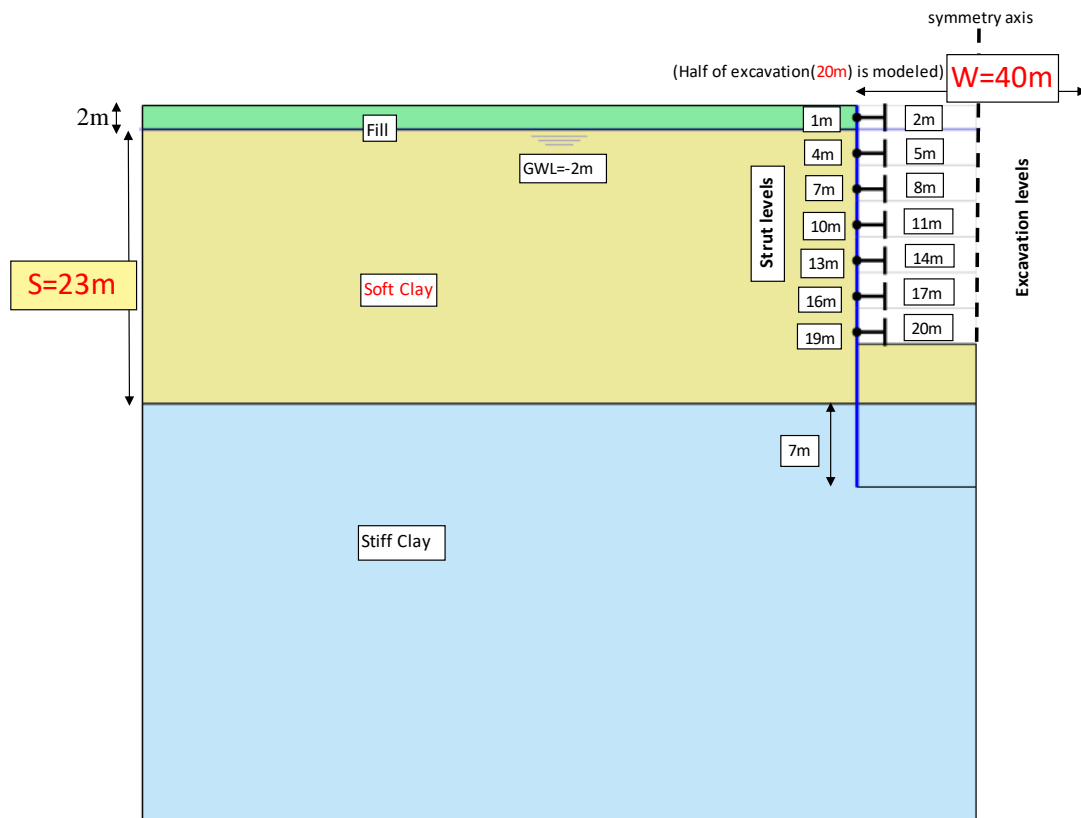 symmetry axis
(Half of excavation(20m) is modeled)
W=40m
2m
Fill
1m
2m
GWL=-2m
4m
5m
7m
8m
Strut levels
Excavation levels
10m
11m
S=23m
Soft Clay
13m
14m
16m
17m
19m
20m
7m
Stiff Clay